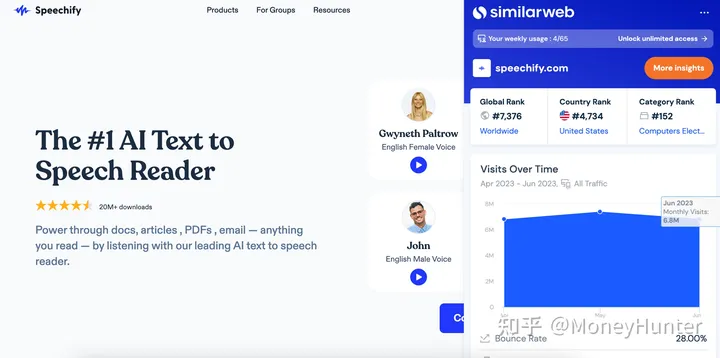 Speechify
Products For Groups Resources
The #1 AI Text to
Speech Reader
20M+ downloads
Power through docs, articles , PDFs , email — anything
you read — by listening with our leading AI text to speech
reader.
Gwyneth Paltrow
English Female Voice
John
English Male Voice
similarweb
Your weekly usage : 4/65 Unlock unlimited access →
speechify.com
More insights
Global Rank Country Rank Category Rank
#7,376 #4,734 #152
Worldwide United States Computers Elect...
Visits Over Time
Apr 2023 - Jun 2023, All Traffic
Jun 2023
Monthly Visits:
6.8M
8M
6M
4M
2M
0
May Jun
Bounce Rate 28.00%
知乎 @MoneyHunter